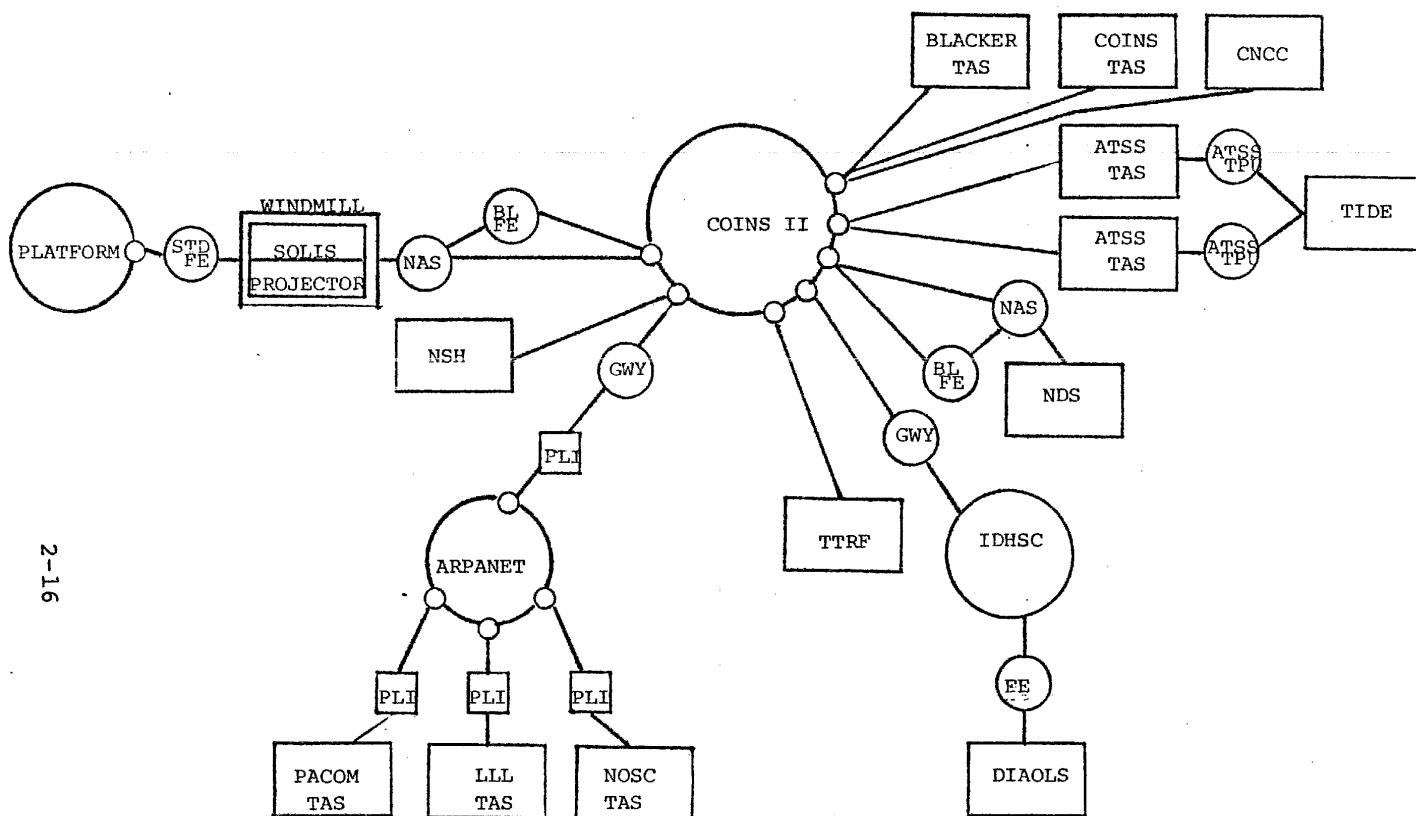 BLACKER
TAS
COINS
TAS
CNCC
ATSS
TAS
ATSS
TPU
TIDE
ATSS
TAS
ATSS
TPU
COINS II
PLATFORM
STD
FE
WINDMILL
SOLIS
PROJECTOR
NAS
BL
FE
NSH
GWY
PLI
ARPANET
PLI
PLI
PLI
PACOM
TAS
LLL
TAS
NOSC
TAS
TTRF
NAS
BL
FE
NDS
GWY
IDHSC
FE
DIAOLS
2-16